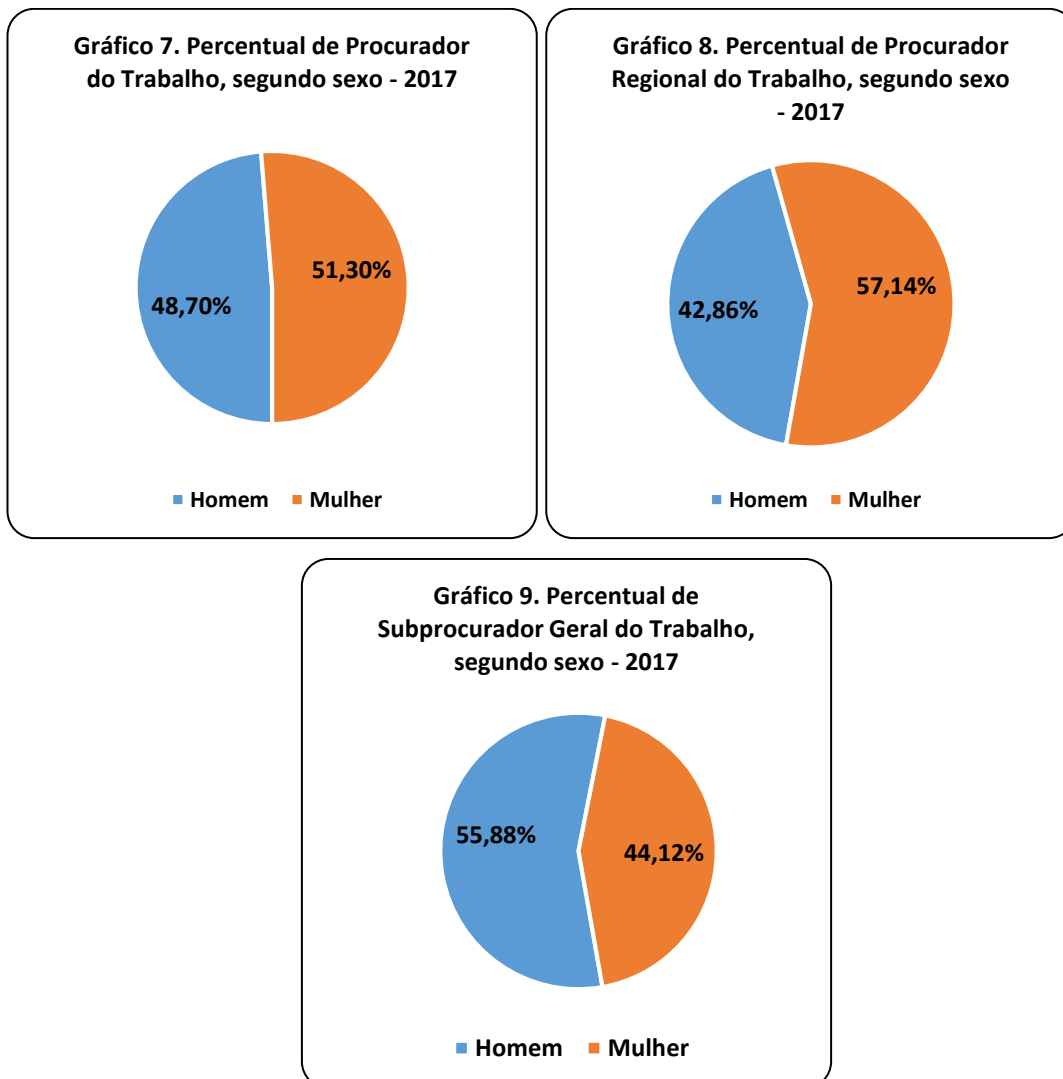 Gráfico 7. Percentual de Procurador
do Trabalho, segundo sexo - 2017
48,70%
51,30%
Homem Mulher
Gráfico 8. Percentual de Procurador
Regional do Trabalho, segundo sexo
- 2017
42,86%
57,14%
Homem Mulher
Gráfico 9. Percentual de
Subprocurador Geral do Trabalho,
segundo sexo - 2017
55,88%
44,12%
Homem Mulher